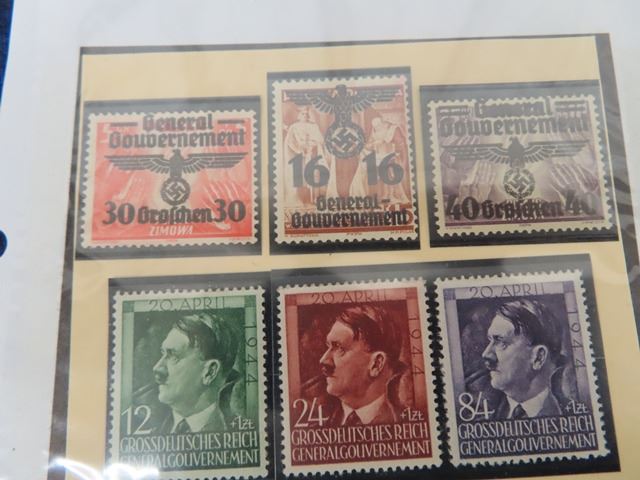 General
Gouvernement
30 Groschen 30
ZIMOWA
16 16
General-
Gouvernement
General
Gouvernement
40 Groschen 40
20. APRIL
1944
12 +1ZŁ
GROSSDEUTSCHES REICH
GENERALGOUVERNEMENT
20. APRIL
1944
24 +1ZŁ
GROSSDEUTSCHES REICH
GENERALGOUVERNEMENT
20. APRIL
1944
84 +1ZŁ
GROSSDEUTSCHES REICH
GENERALGOUVERNEMENT